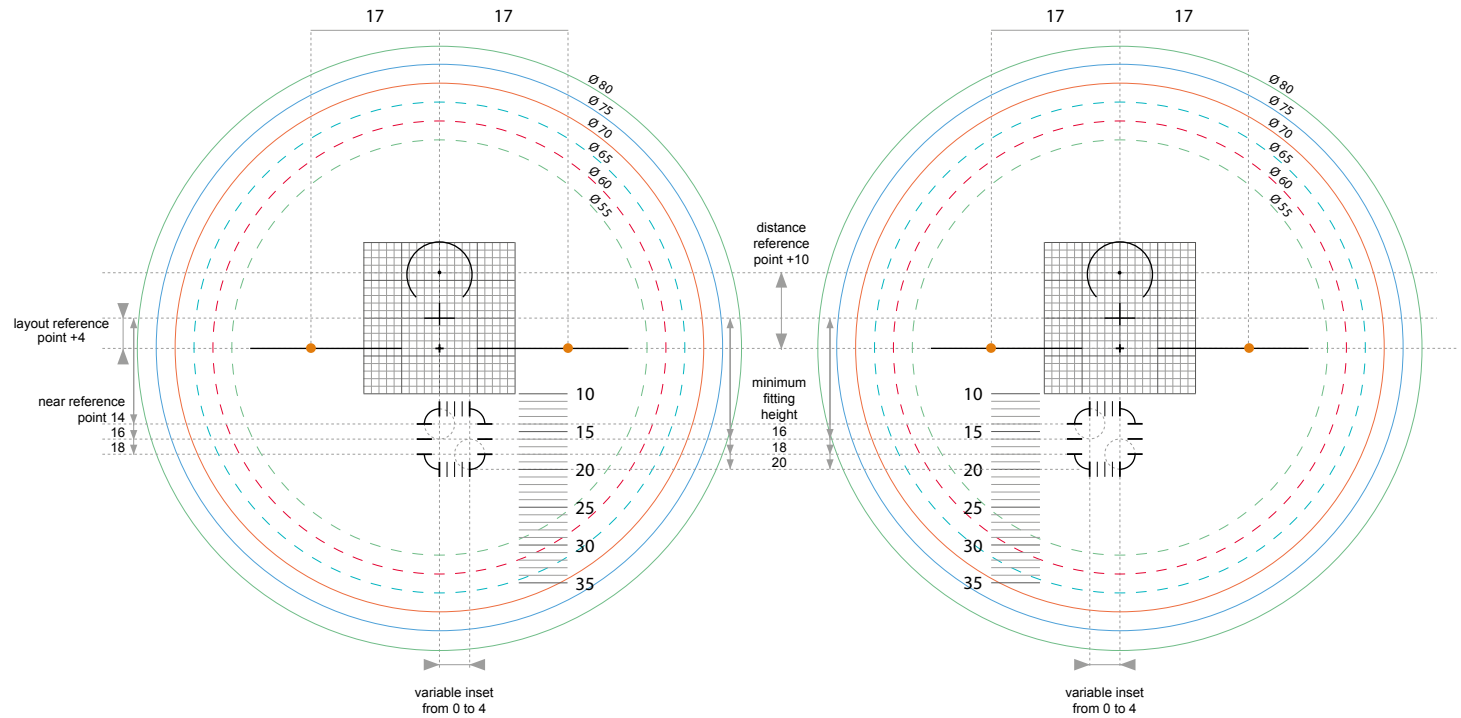 17
17
17
17
Ø 80
Ø 75
Ø 70
Ø 65
Ø 60
Ø 55
Ø 80
Ø 75
Ø 70
Ø 65
Ø 60
Ø 55
distance
reference
point +10
layout reference
point +4
near reference
point 14
16
18
minimum
fitting
height
16
18
20
10
15
20
25
30
35
10
15
20
25
30
35
variable inset
from 0 to 4
variable inset
from 0 to 4